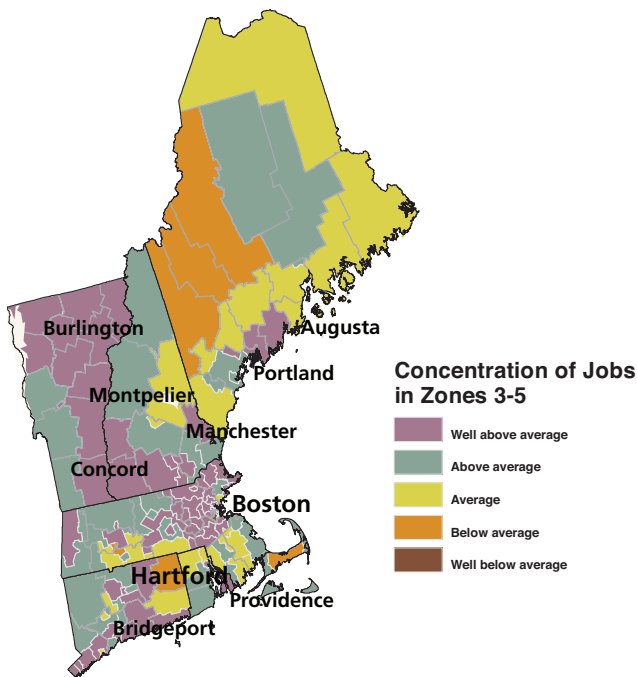 Burlington
Augusta
Portland
Montpelier
Manchester
Concord
Boston
Hartford
Providence
Bridgeport
Concentration of Jobs
in Zones 3-5
Well above average
Above average
Average
Below average
Well below average